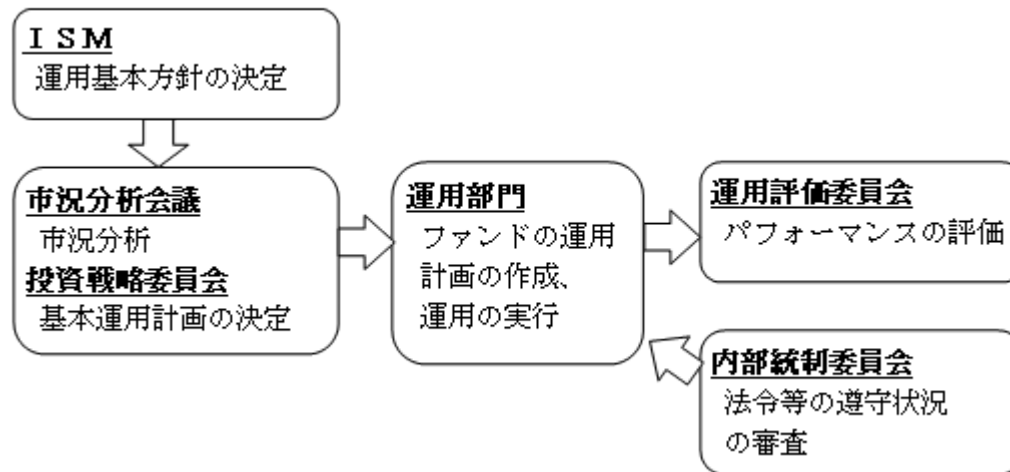 ＩＳＭ
運用基本方針の決定
市況分析会議
市況分析
投資戦略委員会
基本運用計画の決定
運用部門
ファンドの運用
計画の作成、
運用の実行
運用評価委員会
パフォーマンスの評価
内部統制委員会
法令等の遵守状況
の審査